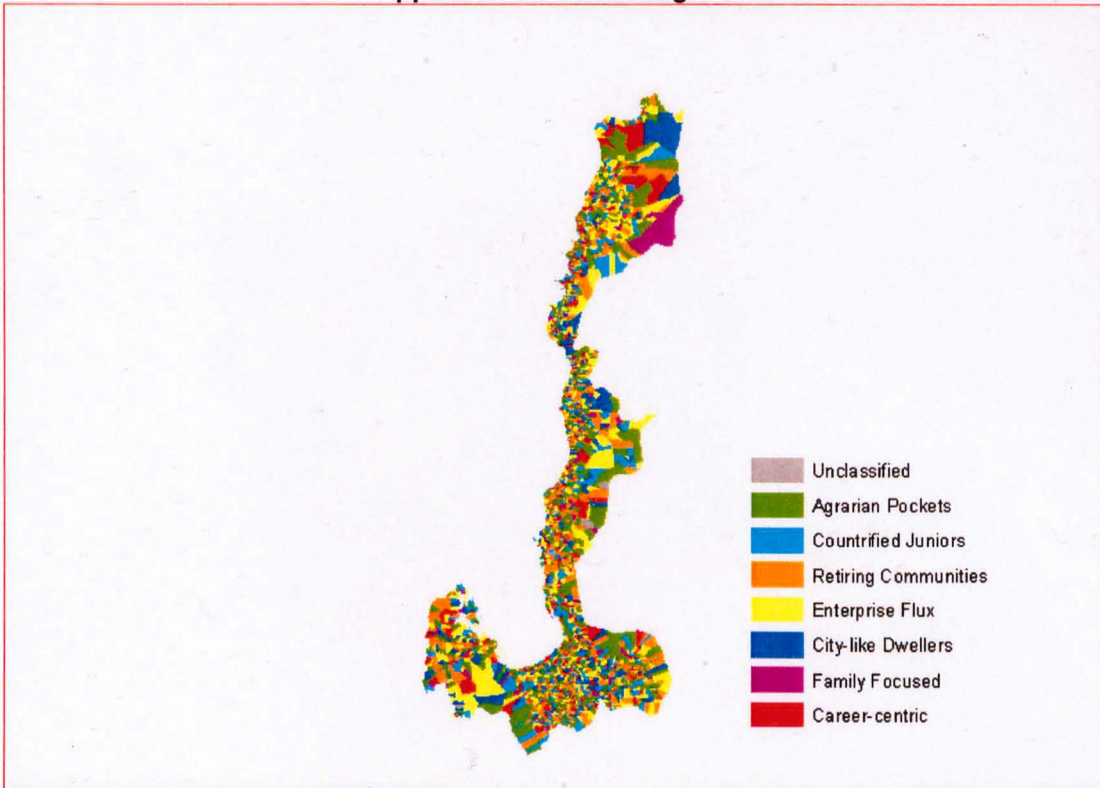 Unclassified
Agrarian Pockets
Countrified Juniors
Retiring Communities
Enterprise Flux
City-like Dwellers
Family Focused
Career-centric